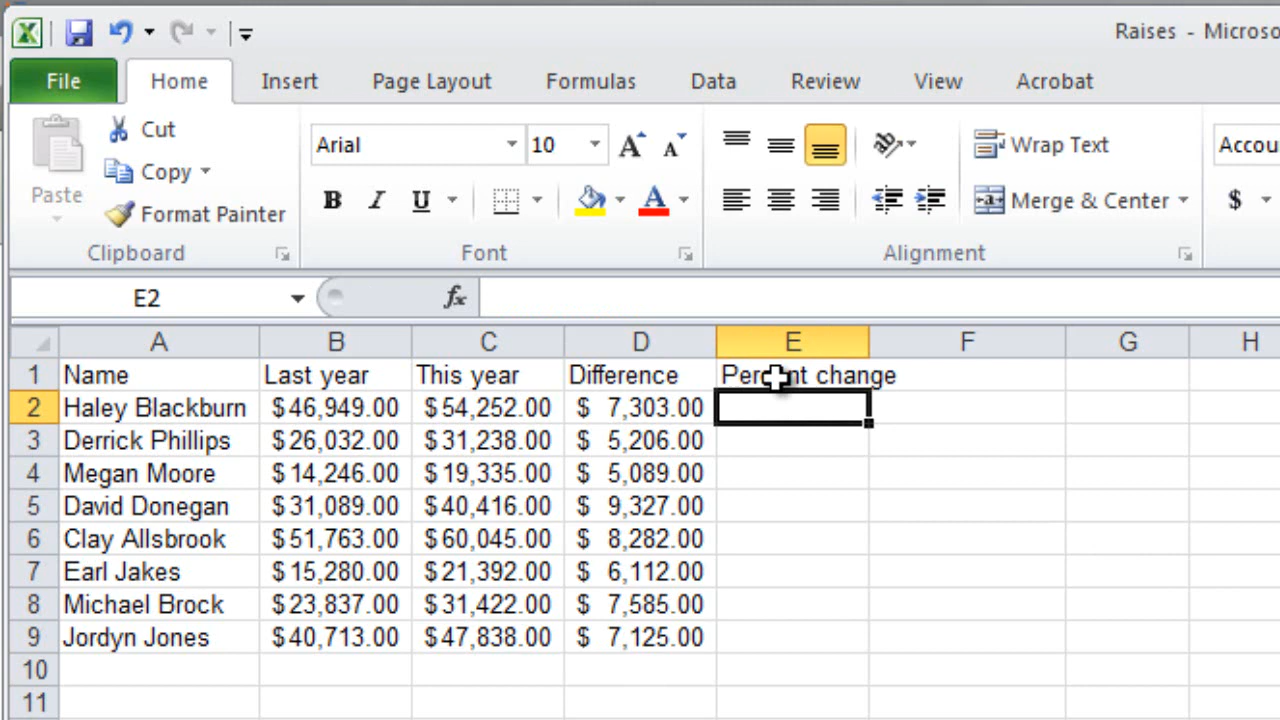 Raises - Microso
File Home Insert Page Layout Formulas Data Review View Acrobat
Paste
Cut
Copy
Format Painter
Clipboard
Arial 10 A A
B I U A
Font
Wrap Text
Merge & Center
Alignment
Accou
$
E2 fx
A B C D E F G H
1 Name Last year This year Difference Percent change
2 Haley Blackburn $46,949.00 $54,252.00 $ 7,303.00
3 Derrick Phillips $26,032.00 $31,238.00 $ 5,206.00
4 Megan Moore $14,246.00 $19,335.00 $ 5,089.00
5 David Donegan $31,089.00 $40,416.00 $ 9,327.00
6 Clay Allsbrook $51,763.00 $60,045.00 $ 8,282.00
7 Earl Jakes $15,280.00 $21,392.00 $ 6,112.00
8 Michael Brock $23,837.00 $31,422.00 $ 7,585.00
9 Jordyn Jones $40,713.00 $47,838.00 $ 7,125.00
10
11